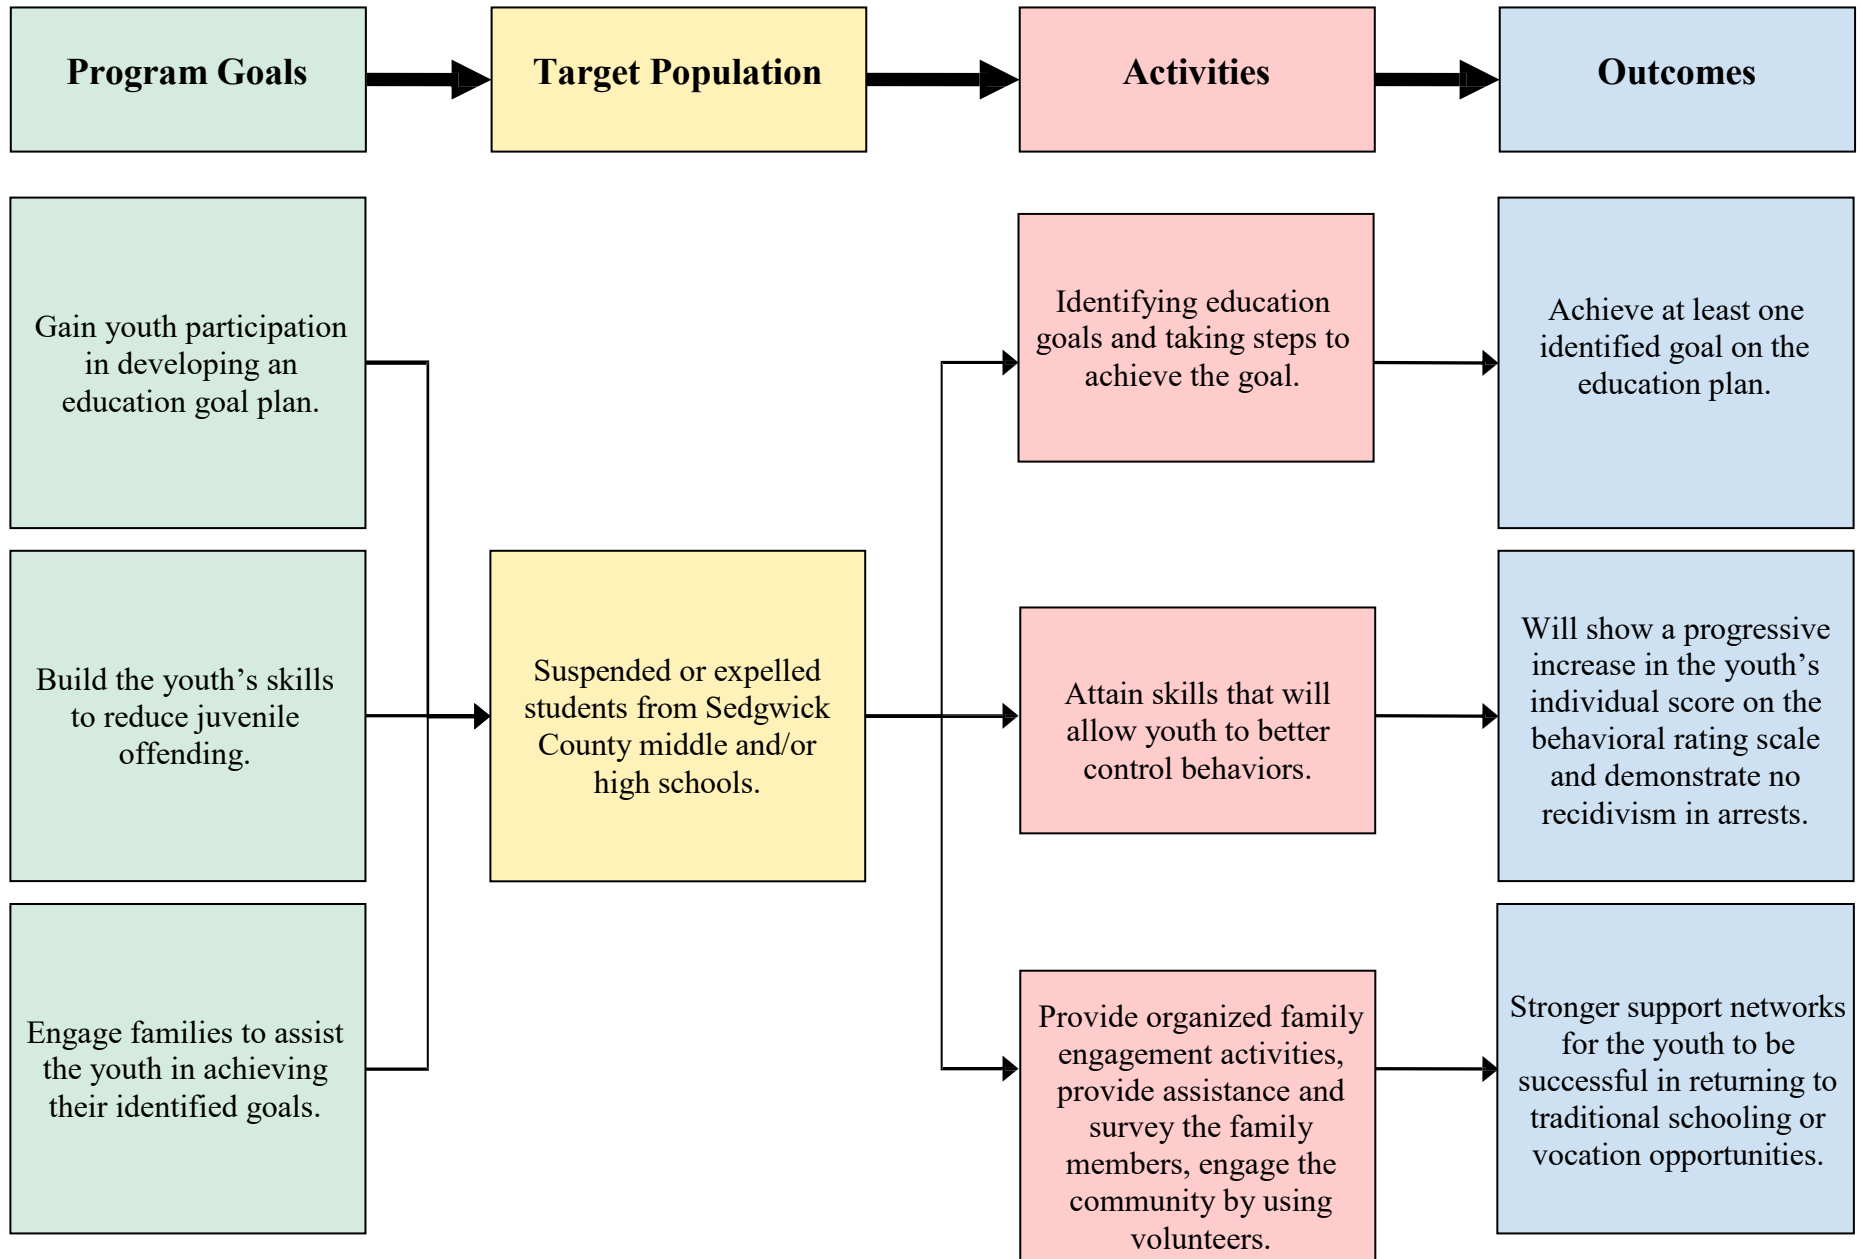 Program Goals
Target Population
Activities
Outcomes
Gain youth participation
in developing an
education goal plan.
Build the youth’s skills
to reduce juvenile
offending.
Engage families to assist
the youth in achieving
their identified goals.
Suspended or expelled
students from Sedgwick
County middle and/or
high schools.
Identifying education
goals and taking steps to
achieve the goal.
Attain skills that will
allow youth to better
control behaviors.
Provide organized family
engagement activities,
provide assistance and
survey the family
members, engage the
community by using
volunteers.
Achieve at least one
identified goal on the
education plan.
Will show a progressive
increase in the youth’s
individual score on the
behavioral rating scale
and demonstrate no
recidivism in arrests.
Stronger support networks
for the youth to be
successful in returning to
traditional schooling or
vocation opportunities.